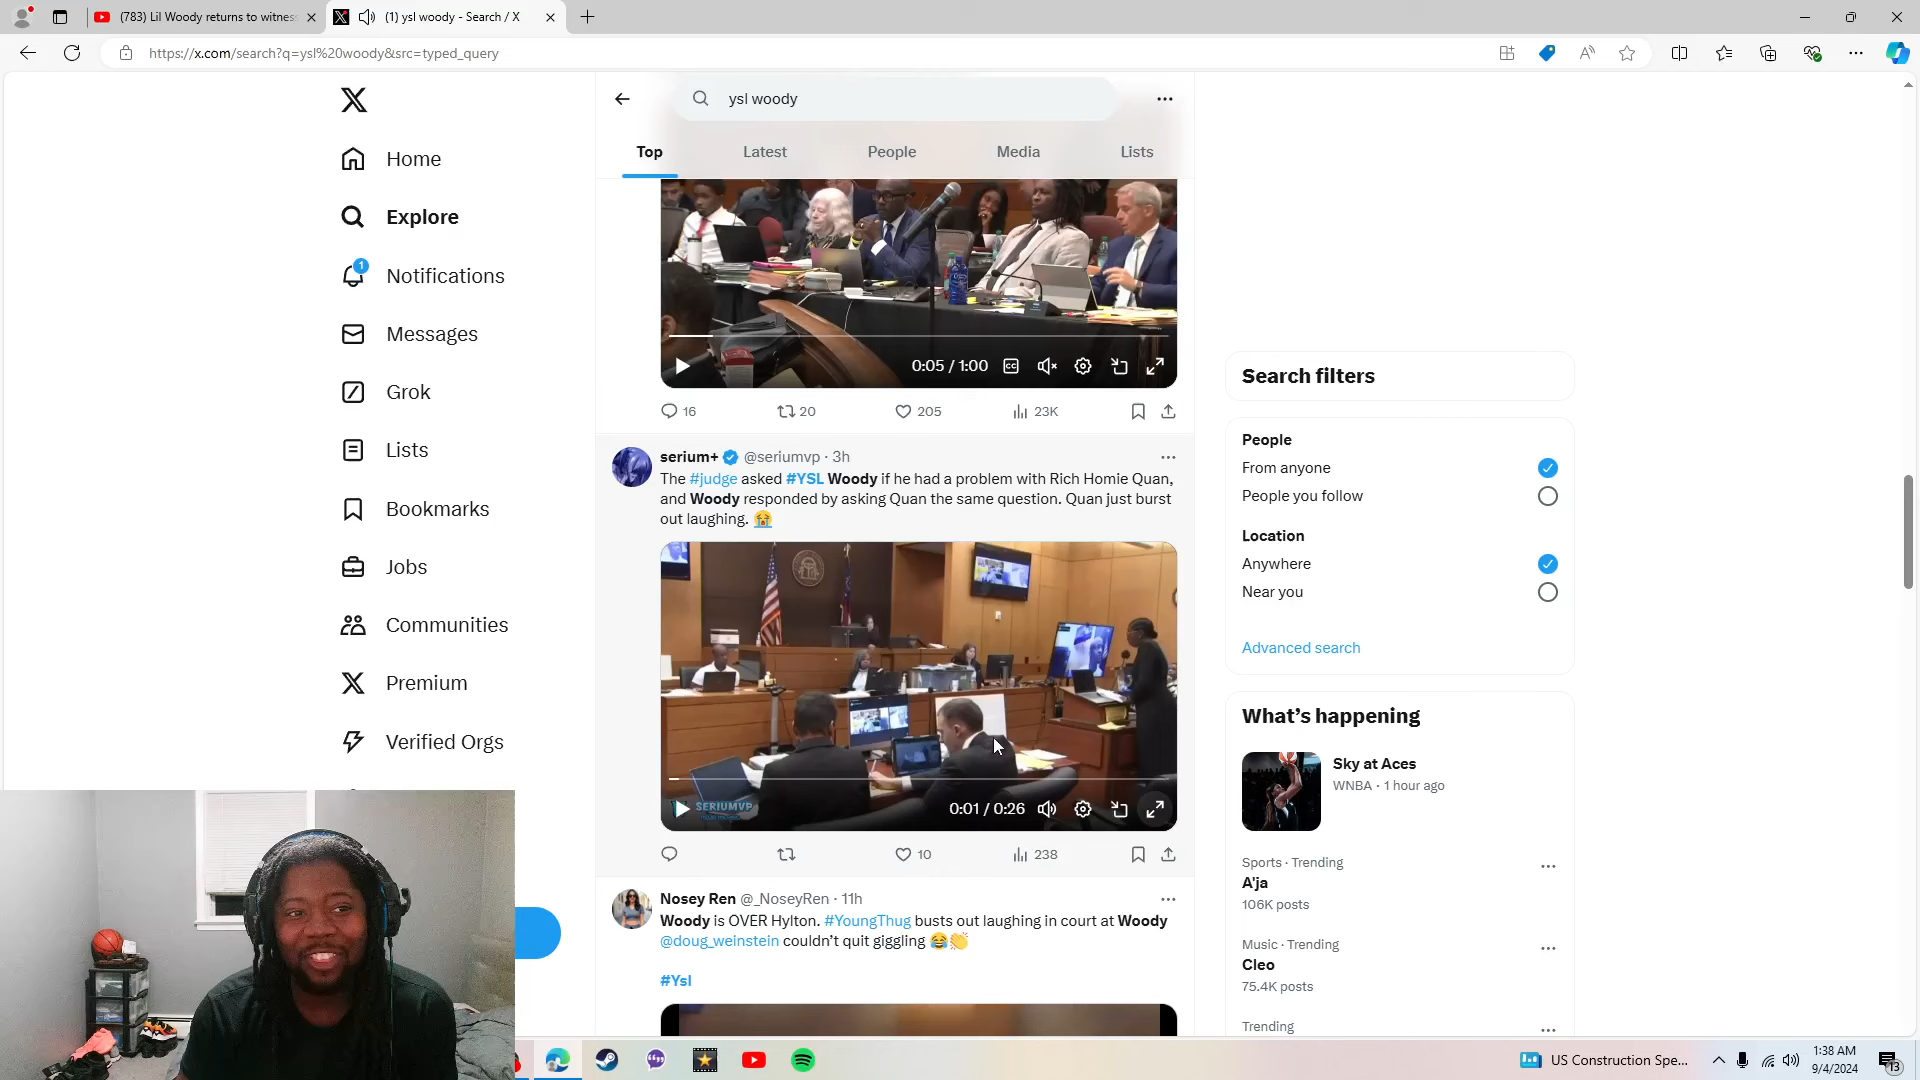 (783) Lil Woody returns to witnes
(1) ysl woody - Search / X
https://x.com/search?q=ysl%20woody&src=typed_query
ysl woody
Top
Latest
People
Media
Lists
Home
Explore
1
Notifications
Messages
Grok
Lists
Bookmarks
Jobs
Communities
Premium
Verified Orgs
0:05 / 1:00
16
20
205
23K
serium+ @seriumvp · 3h
The #judge asked #YSL Woody if he had a problem with Rich Homie Quan,
and Woody responded by asking Quan the same question. Quan just burst
out laughing. 😭
SERIUMVP
0:01 / 0:26
10
238
Nosey Ren @_NoseyRen · 11h
Woody is OVER Hylton. #YoungThug busts out laughing in court at Woody
@doug_weinstein couldn't quit giggling 😂👏
#Ysl
Search filters
People
From anyone
People you follow
Location
Anywhere
Near you
Advanced search
What's happening
Sky at Aces
WNBA · 1 hour ago
Sports · Trending
A'ja
106K posts
Music · Trending
Cleo
75.4K posts
Trending
US Construction Spe...
1:38 AM
9/4/2024
13